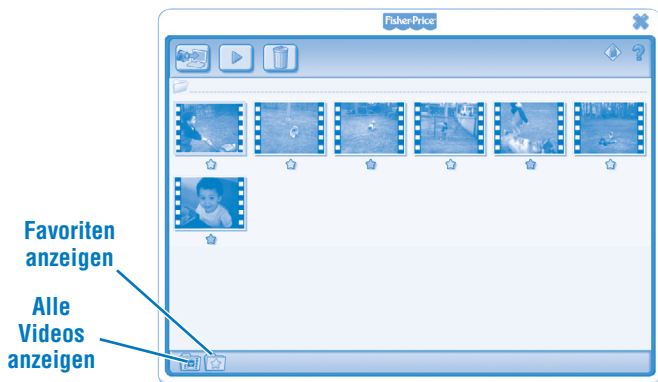 Fisher-Price
Favoriten
anzeigen
Alle
Videos
anzeigen